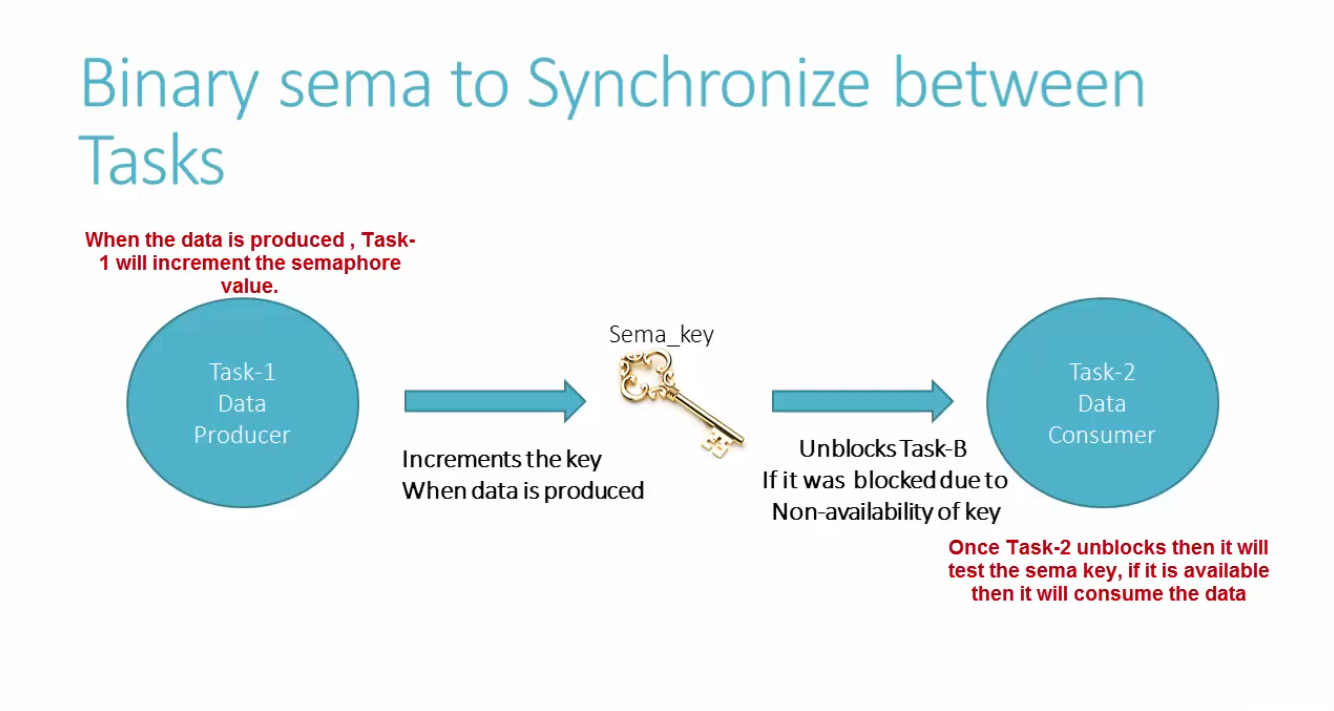 Binary sema to Synchronize between
Tasks
When the data is produced , Task-
1 will increment the semaphore
value.
Task-1
Data
Producer
Increments the key
When data is produced
Sema_key
Unblocks Task-B
If it was blocked due to
Non-availability of key
Task-2
Data
Consumer
Once Task-2 unblocks then it will
test the sema key, if it is available
then it will consume the data